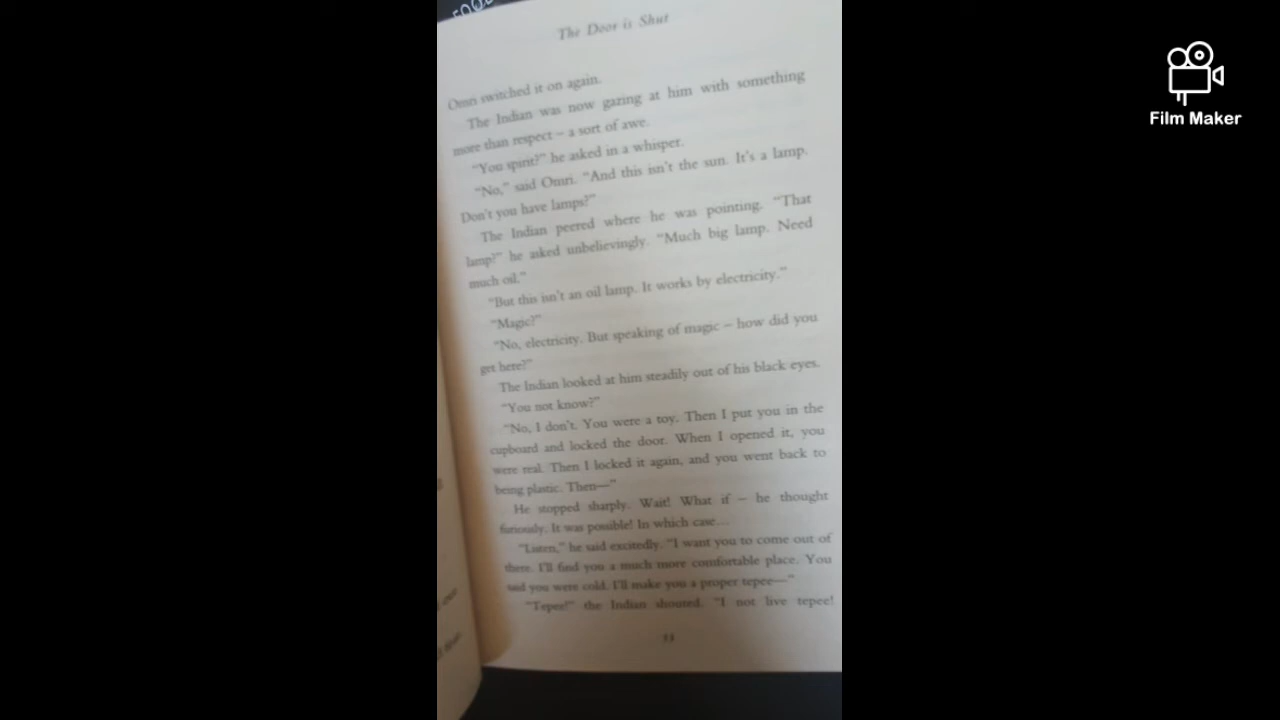 The Door is Shut
Omri switched it on again.
The Indian was now gazing at him with something
more than respect – a sort of awe.
"You spirit?" he asked in a whisper.
"No," said Omri. "And this isn't the sun. It's a lamp.
Don't you have lamps?"
The Indian peered where he was pointing. "That
lamp?" he asked unbelievingly. "Much big lamp. Need
much oil."
"But this isn't an oil lamp. It works by electricity."
"Magic?"
"No, electricity. But speaking of magic – how did you
get here?"
The Indian looked at him steadily out of his black eyes.
"You not know?"
"No, I don't. You were a toy. Then I put you in the
cupboard and locked the door. When I opened it, you
were real. Then I locked it again, and you went back to
being plastic. Then—"
He stopped sharply. Wait! What if – he thought
furiously. It was possible! In which case...
"Listen," he said excitedly. "I want you to come out of
there. I'll find you a much more comfortable place. You
said you were cold. I'll make you a proper tepee—"
"Tepee!" the Indian shouted. "I not live tepee!
Film Maker